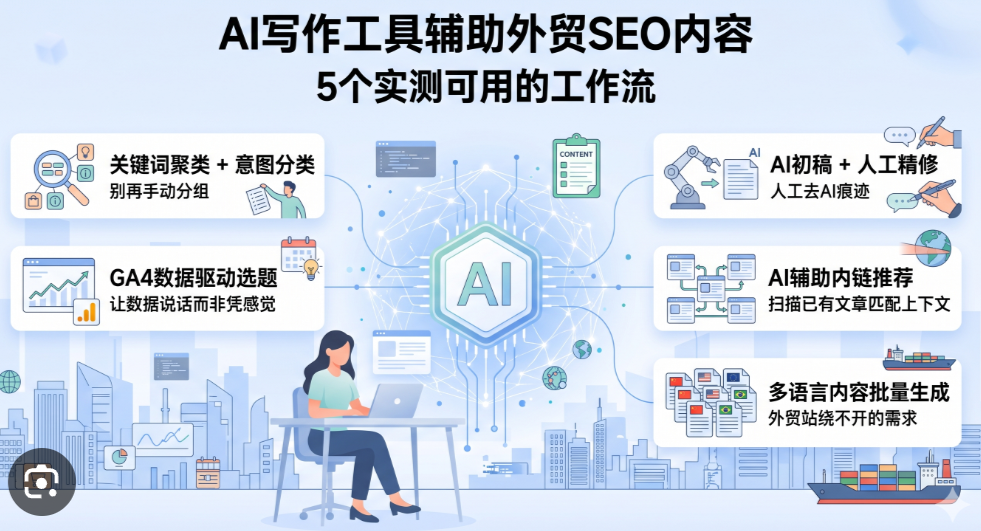 AI写作工具辅助外贸SEO内容
5个实测可用的工作流
关键词聚类 + 意图分类
别再手动分组
GA4数据驱动选题
让数据说话而非凭感觉
CONTENT
AI
AI
AI初稿 + 人工精修
人工去AI痕迹
AI辅助内链推荐
扫描已有文章匹配上下文
多语言内容批量生成
外贸站绕不开的需求